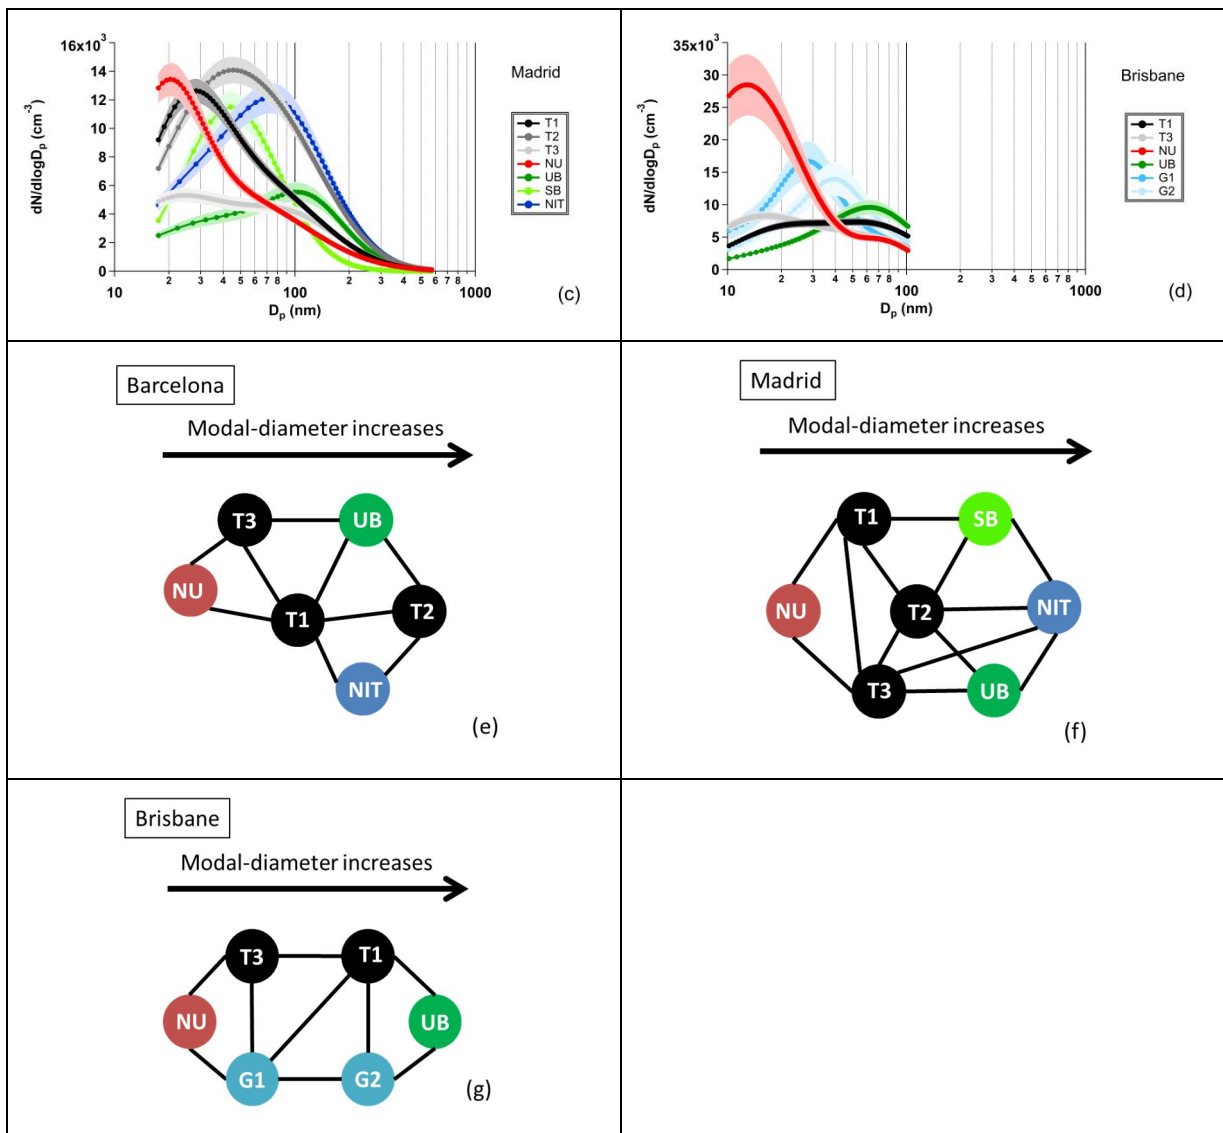 16x10³
14
12
10
8
6
4
2
0
dN/dlogDₚ (cm⁻³)
10
2
3
4
5
6
7
8
100
2
3
4
5
6
7
8
1000
Dₚ (nm)
Madrid
T1
T2
T3
NU
UB
SB
NIT
(c)
35x10³
30
25
20
15
10
5
0
dN/dlogDₚ (cm⁻³)
10
2
3
4
5
6
7
8
100
2
3
4
5
6
7
8
1000
Dₚ (nm)
Brisbane
T1
T3
NU
UB
G1
G2
(d)
Barcelona
Modal-diameter increases
T3
UB
NU
T1
T2
NIT
(e)
Madrid
Modal-diameter increases
T1
SB
NU
T2
NIT
T3
UB
(f)
Brisbane
Modal-diameter increases
T3
T1
NU
UB
G1
G2
(g)